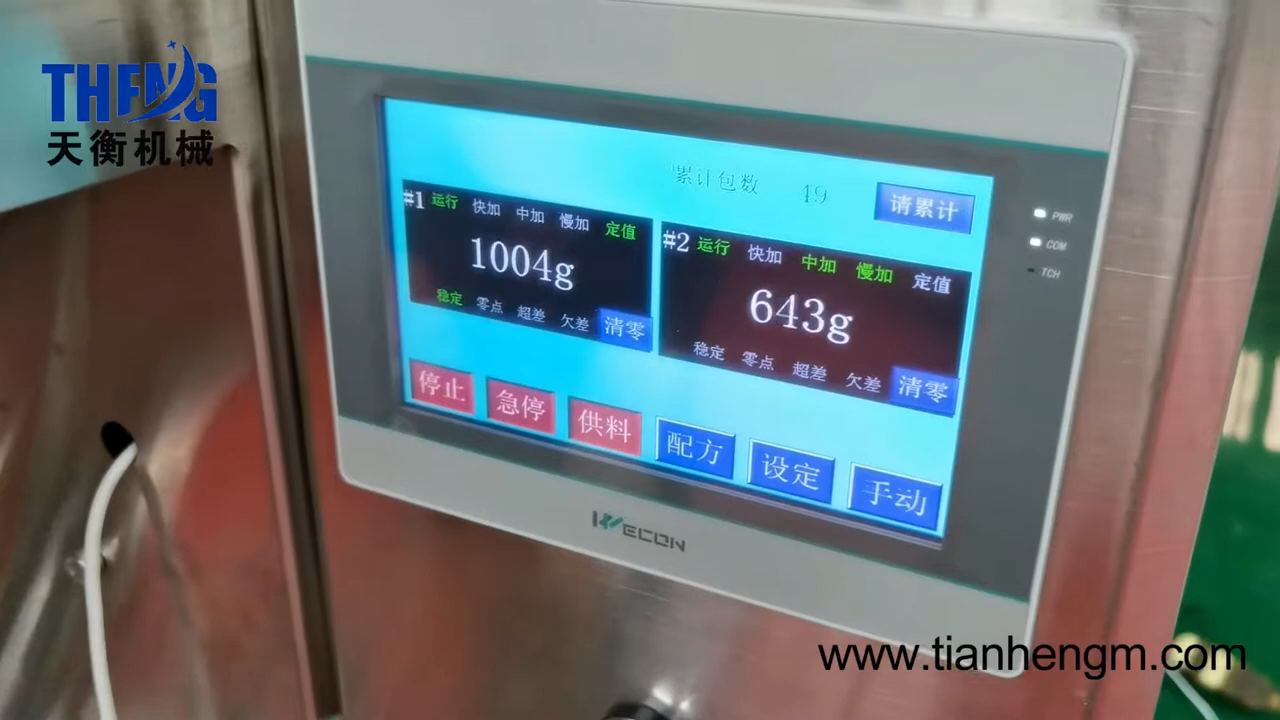 THFMG
天衡机械
累计包数 49 请累计
#1 运行 快加 中加 慢加 定值
1004g
稳定 零点 超差 欠差 清零
#2 运行 快加 中加 慢加 定值
643g
稳定 零点 超差 欠差 清零
停止 急停 供料 配方 设定 手动
PWR
COM
TCH
WECON
www.tianhengm.com